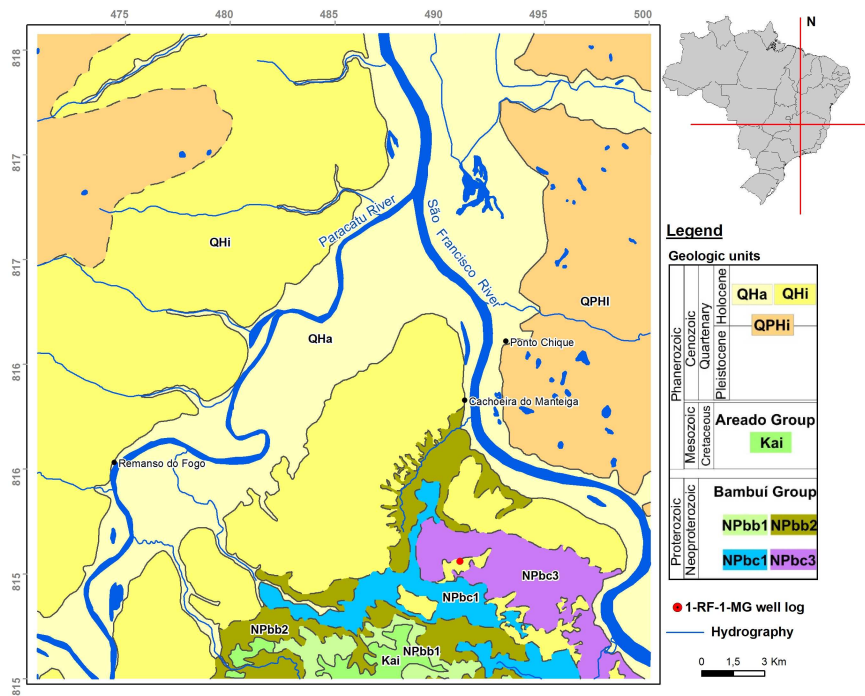 475 480 485 490 495 500
818
817
817
816
816
815
815
Paracatu River
São Francisco River
QHi
QHa
QPHI
Ponto Chique
Cachoeira do Manteiga
Remanso do Fogo
NPbc3
NPbc1
NPbb2
NPbb1
Kai
N
Legend
Geologic units
Phanerozoic
Cenozoic
Quartenary
Holocene
Pleistocene
QHa QHi
QPHi
Mesozoic
Cretaceous
Areado Group
Kai
Proterozoic
Neoproterozoic
Bambuí Group
NPbb1 NPbb2
NPbc1 NPbc3
1-RF-1-MG well log
Hydrography
0 1,5 3 Km